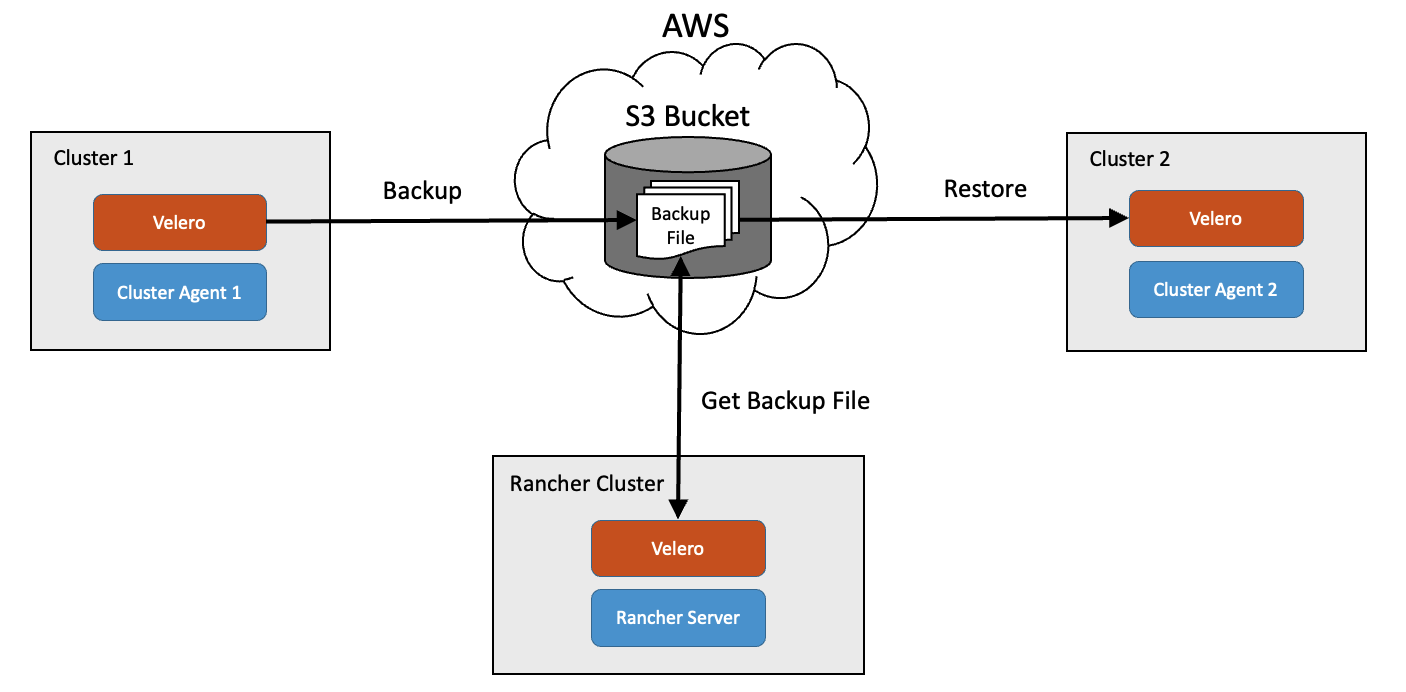 AWS
S3 Bucket
Cluster 1
Velero
Cluster Agent 1
Backup
Backup
File
Restore
Cluster 2
Velero
Cluster Agent 2
Get Backup File
Rancher Cluster
Velero
Rancher Server